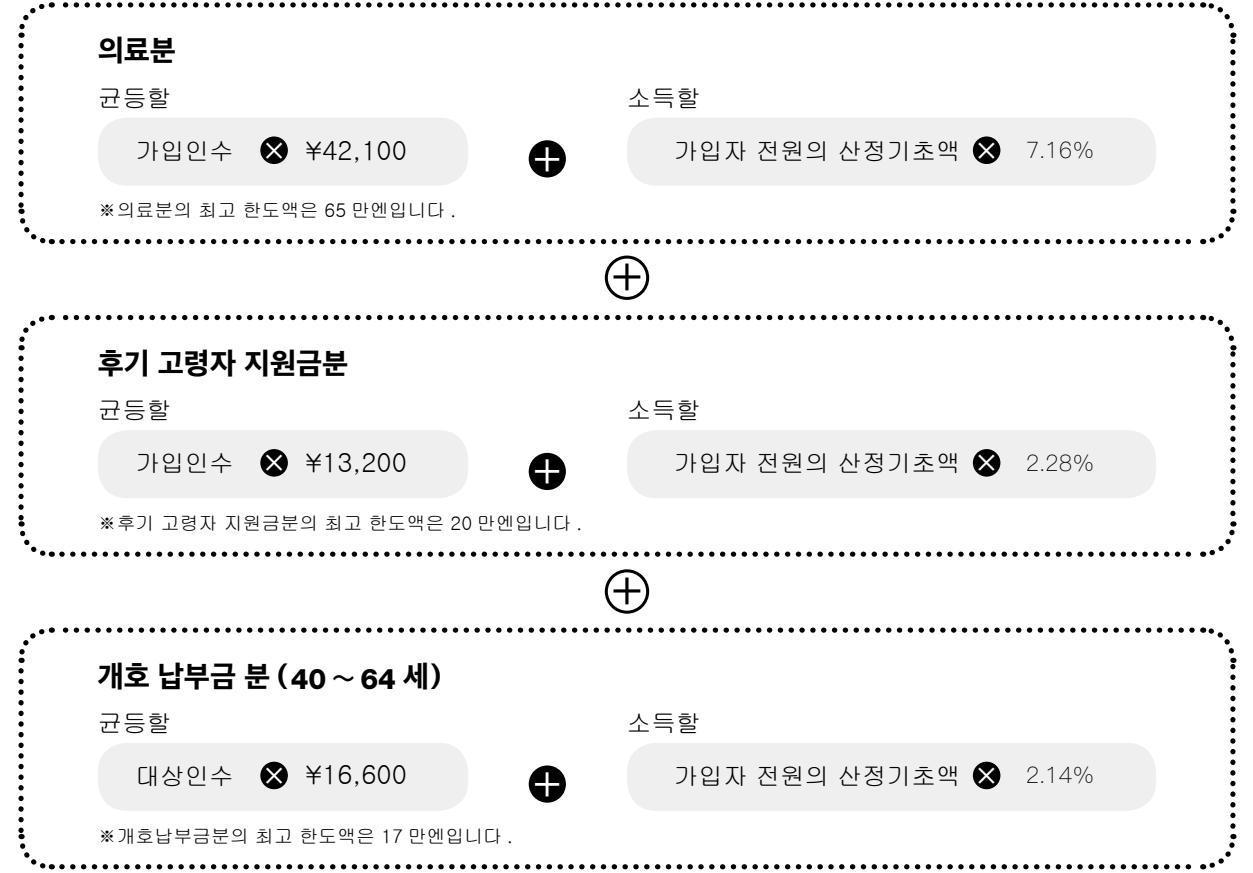 의료분
균등할 소득할
가입인수 ✕ ¥42,100 + 가입자 전원의 산정기초액 ✕ 7.16%
※의료분의 최고 한도액은 65 만엔입니다 .
+
후기 고령자 지원금분
균등할 소득할
가입인수 ✕ ¥13,200 + 가입자 전원의 산정기초액 ✕ 2.28%
※후기 고령자 지원금분의 최고 한도액은 20 만엔입니다 .
+
개호 납부금 분 (40 ~ 64 세)
균등할 소득할
대상인수 ✕ ¥16,600 + 가입자 전원의 산정기초액 ✕ 2.14%
※개호납부금분의 최고 한도액은 17 만엔입니다 .